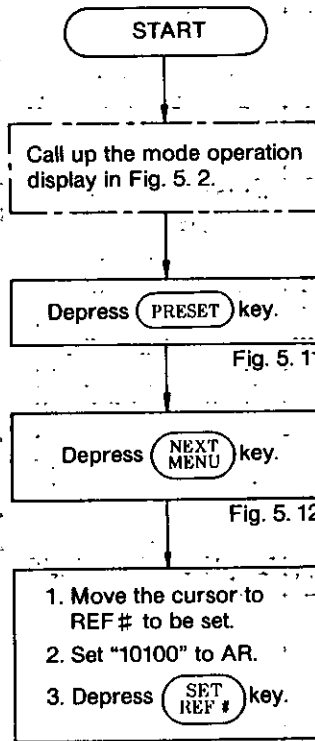 START
Call up the mode operation
display in Fig. 5. 2.
Depress PRESET key.
Fig. 5. 11
Depress NEXT MENU key.
Fig. 5. 12
1. Move the cursor to
REF # to be set.
2. Set "10100" to AR.
3. Depress SET REF # key.